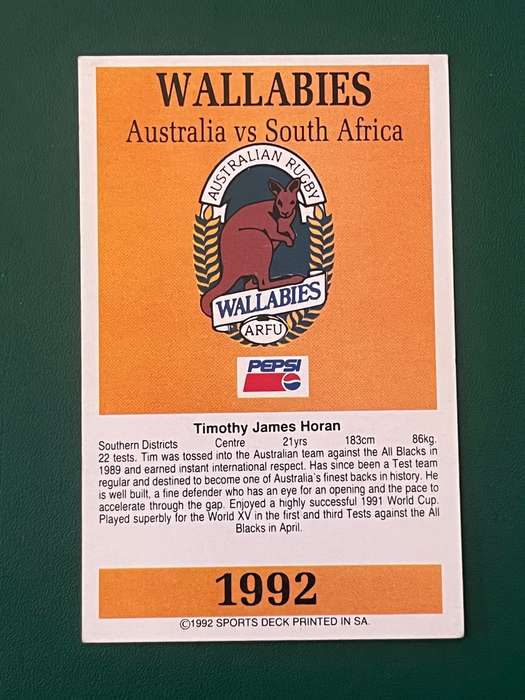 WALLABIES
Australia vs South Africa
AUSTRALIAN RUGBY
WALLABIES
ARFU
PEPSI
Timothy James Horan
Southern Districts Centre 21yrs 183cm 86kg.
22 tests. Tim was tossed into the Australian team against the All Blacks in
1989 and earned instant international respect. Has since been a Test team
regular and destined to become one of Australia's finest backs in history. He
is well built, a fine defender who has an eye for an opening and the pace to
accelerate through the gap. Enjoyed a highly successful 1991 World Cup.
Played superbly for the World XV in the first and third Tests against the All
Blacks in April.
1992
©1992 SPORTS DECK PRINTED IN SA.